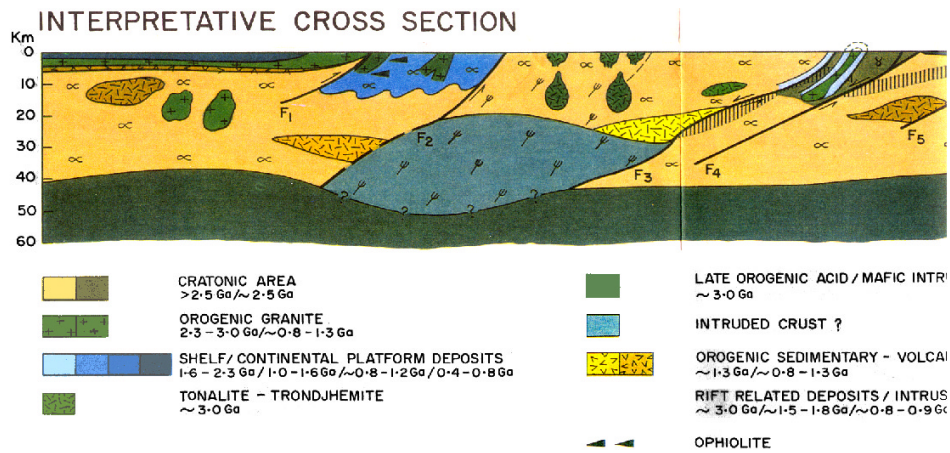 INTERPRETATIVE CROSS SECTION
Km
0
10
20
30
40
50
60
F1
F2
F3
F4
F5
?
?
?
?
CRATONIC AREA
>2·5 Ga/~2·5 Ga
OROGENIC GRANITE
2·3-3·0 Ga/~0·8-1·3 Ga
SHELF/CONTINENTAL PLATFORM DEPOSITS
1·6-2·3 Ga/1·0-1·6 Ga/~0·8-1·2 Ga/0·4-0·8 Ga
TONALITE - TRONDJHEMITE
~3·0 Ga
LATE OROGENIC ACID/MAFIC INTRU
~3·0 Ga
INTRUDED CRUST ?
OROGENIC SEDIMENTARY - VOLCA
~1·3 Ga/~0·8-1·3 Ga
RIFT RELATED DEPOSITS / INTRUS
~3·0 Ga/~1·5-1·8 Ga/~0·8-0·9 G
OPHIOLITE